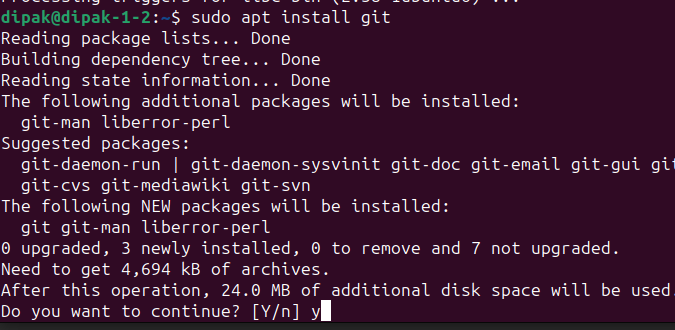 dipak@dipak-1-2:~$ sudo apt install git
Reading package lists... Done
Building dependency tree... Done
Reading state information... Done
The following additional packages will be installed:
  git-man liberror-perl
Suggested packages:
  git-daemon-run | git-daemon-sysvinit git-doc git-email git-gui git
  git-cvs git-mediawiki git-svn
The following NEW packages will be installed:
  git git-man liberror-perl
0 upgraded, 3 newly installed, 0 to remove and 7 not upgraded.
Need to get 4,694 kB of archives.
After this operation, 24.0 MB of additional disk space will be used.
Do you want to continue? [Y/n] y